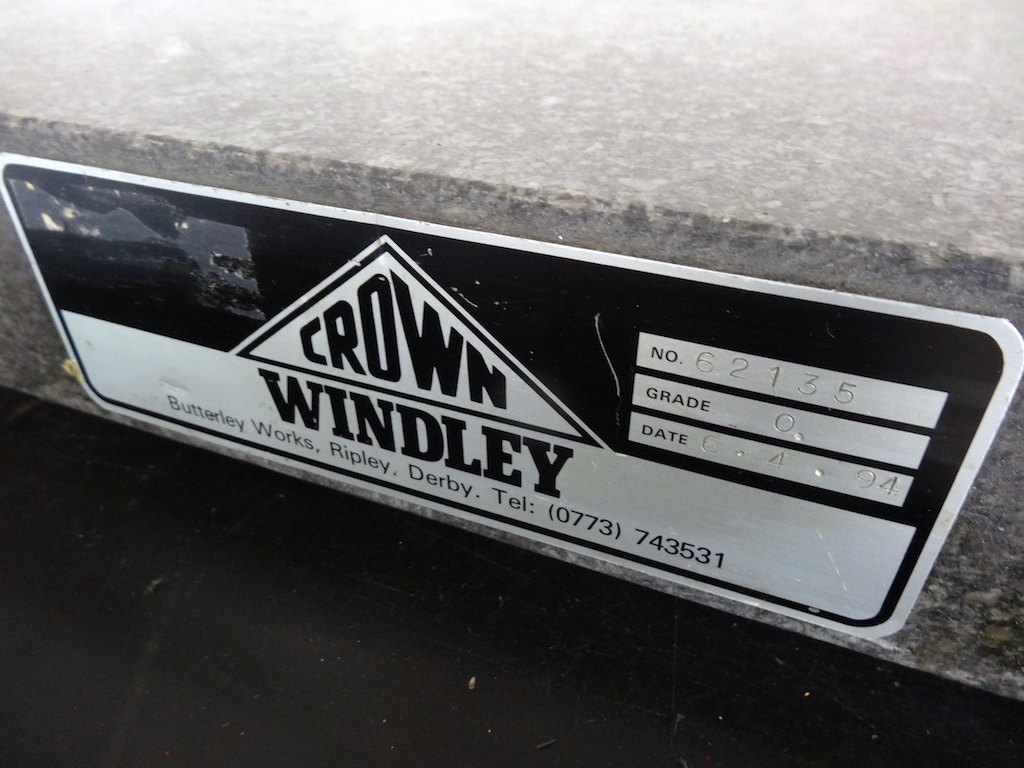 CROWN
WINDLEY
Butterley Works, Ripley, Derby. Tel: (0773) 743531
NO. 62135
GRADE 0.
DATE 6.4.94